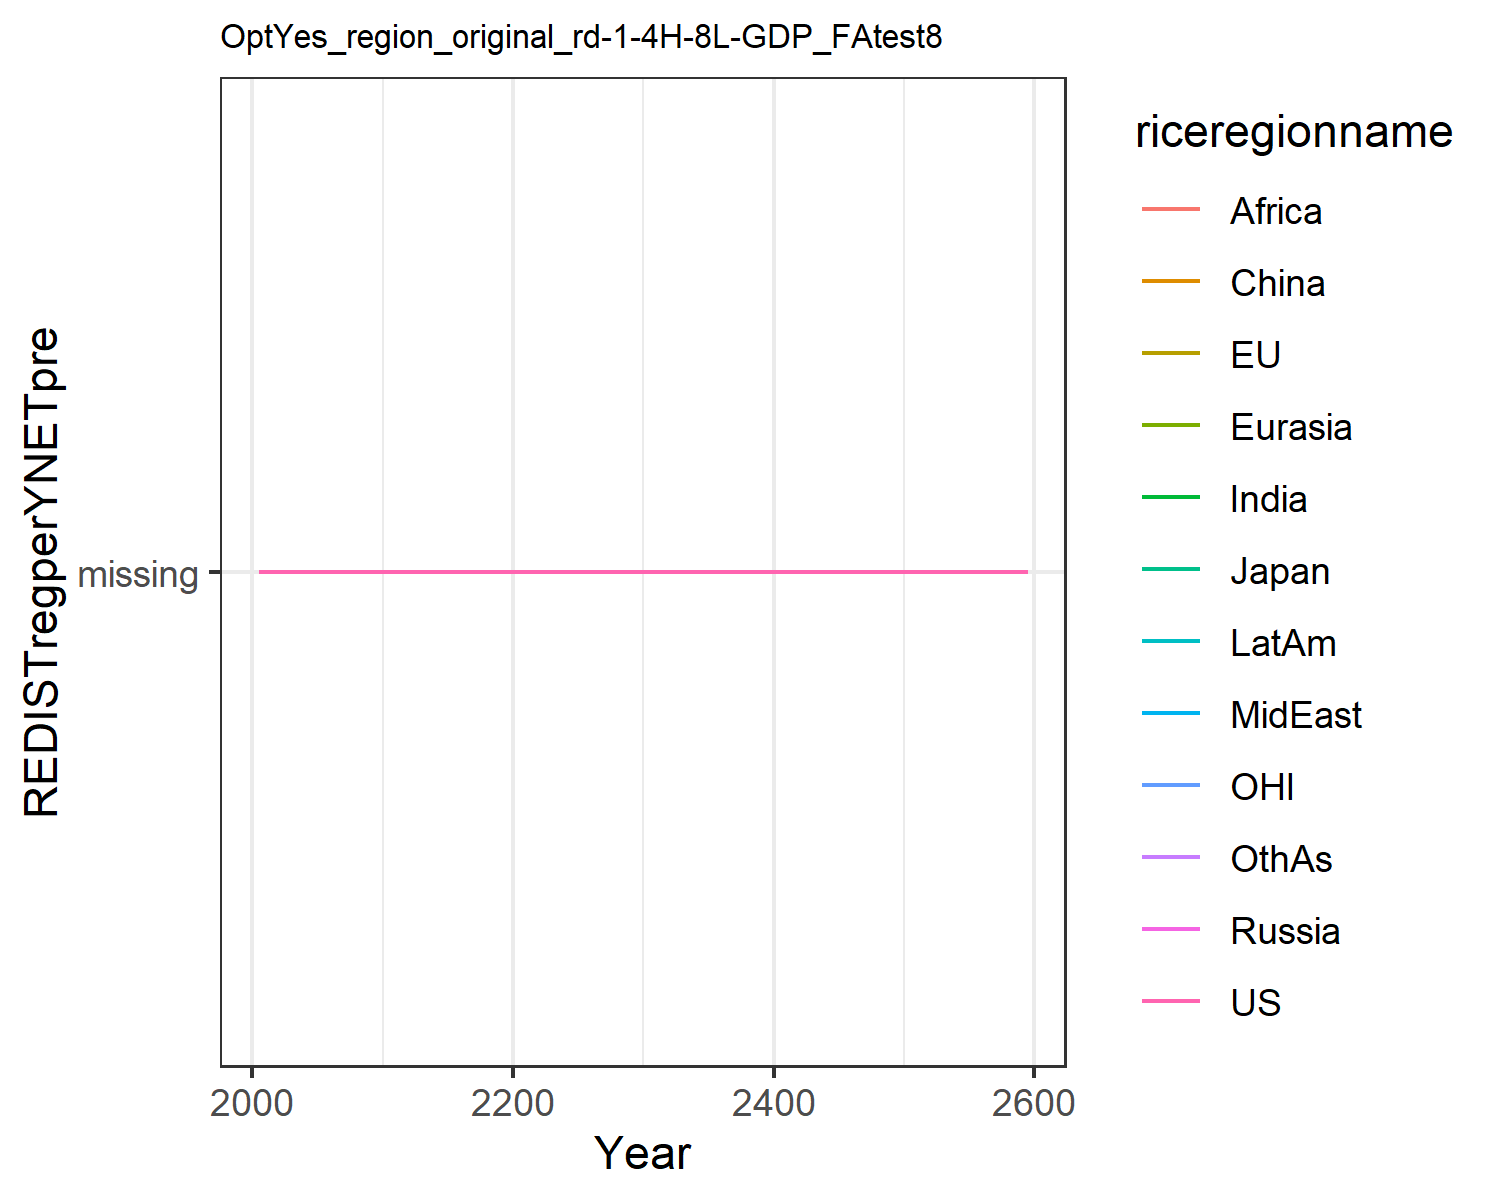 OptYes_region_original_rd-1-4H-8L-GDP_FAtest8
REDISTregperYNETpre
missing
2000
2200
2400
2600
Year
riceregionname
Africa
China
EU
Eurasia
India
Japan
LatAm
MidEast
OHI
OthAs
Russia
US